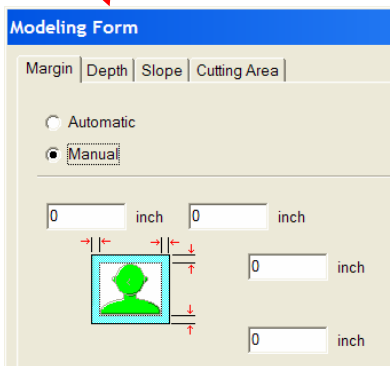 Modeling Form
Margin Depth Slope Cutting Area
Automatic
Manual
0 inch 0 inch
0 inch
0 inch